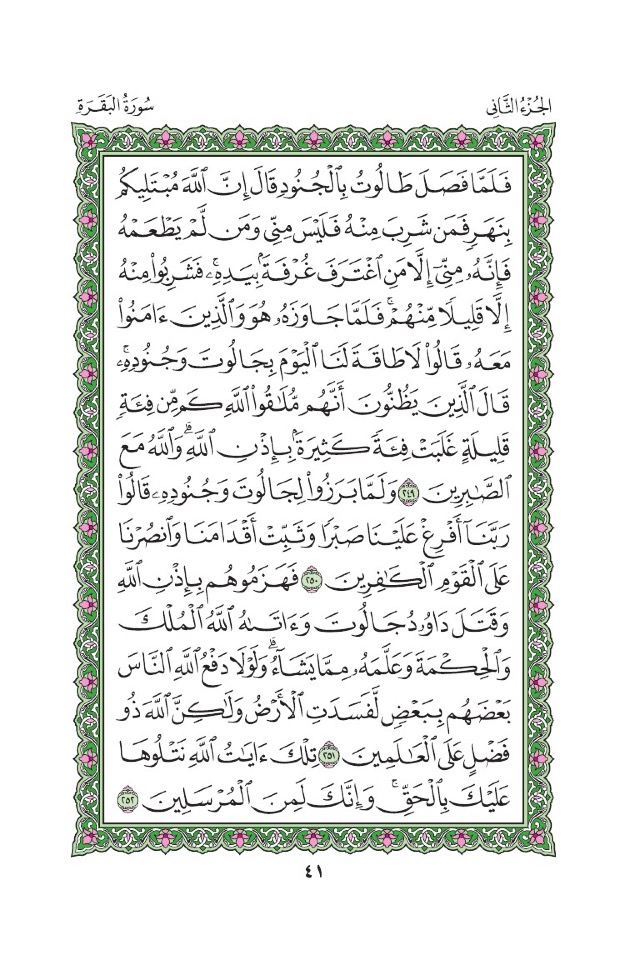 الجُزْءُ الثَّانِي
سُورَةُ البَقَرَةِ
فَلَمَّا فَصَلَ طَالُوتُ بِٱلْجُنُودِ قَالَ إِنَّ ٱللَّهَ مُبْتَلِيكُم
بِنَهَرٍ فَمَن شَرِبَ مِنْهُ فَلَيْسَ مِنِّي وَمَن لَّمْ يَطْعَمْهُ
فَإِنَّهُۥ مِنِّيٓ إِلَّا مَنِ ٱغْتَرَفَ غُرْفَةَۢ بِيَدِهِۦۚ فَشَرِبُوا۟ مِنْهُ
إِلَّا قَلِيلًا مِّنْهُمْۚ فَلَمَّا جَاوَزَهُۥ هُوَ وَٱلَّذِينَ ءَامَنُوا۟
مَعَهُۥ قَالُوا۟ لَا طَاقَةَ لَنَا ٱلْيَوْمَ بِجَالُوتَ وَجُنُودِهِۦۚ
قَالَ ٱلَّذِينَ يَظُنُّونَ أَنَّهُم مُّلَٰقُوا۟ ٱللَّهِ كَم مِّن فِئَةٍ
قَلِيلَةٍ غَلَبَتْ فِئَةً كَثِيرَةَۢ بِإِذْنِ ٱللَّهِۗ وَٱللَّهُ مَعَ
ٱلصَّٰبِرِينَ ٢٤٩ وَلَمَّا بَرَزُوا۟ لِجَالُوتَ وَجُنُودِهِۦ قَالُوا۟
رَبَّنَآ أَفْرِغْ عَلَيْنَا صَبْرًا وَثَبِّتْ أَقْدَامَنَا وَٱنصُرْنَا
عَلَى ٱلْقَوْمِ ٱلْكَٰفِرِينَ ٢٥٠ فَهَزَمُوهُم بِإِذْنِ ٱللَّهِ
وَقَتَلَ دَاوُۥدُ جَالُوتَ وَءَاتَىٰهُ ٱللَّهُ ٱلْمُلْكَ
وَٱلْحِكْمَةَ وَعَلَّمَهُۥ مِمَّا يَشَآءُۗ وَلَوْلَا دَفْعُ ٱللَّهِ ٱلنَّاسَ
بَعْضَهُم بِبَعْضٍ لَّفَسَدَتِ ٱلْأَرْضُ وَلَٰكِنَّ ٱللَّهَ ذُو
فَضْلٍ عَلَى ٱلْعَٰلَمِينَ ٢٥١ تِلْكَ ءَايَٰتُ ٱللَّهِ نَتْلُوهَا
عَلَيْكَ بِٱلْحَقِّۚ وَإِنَّكَ لَمِنَ ٱلْمُرْسَلِينَ ٢٥٢
٤١